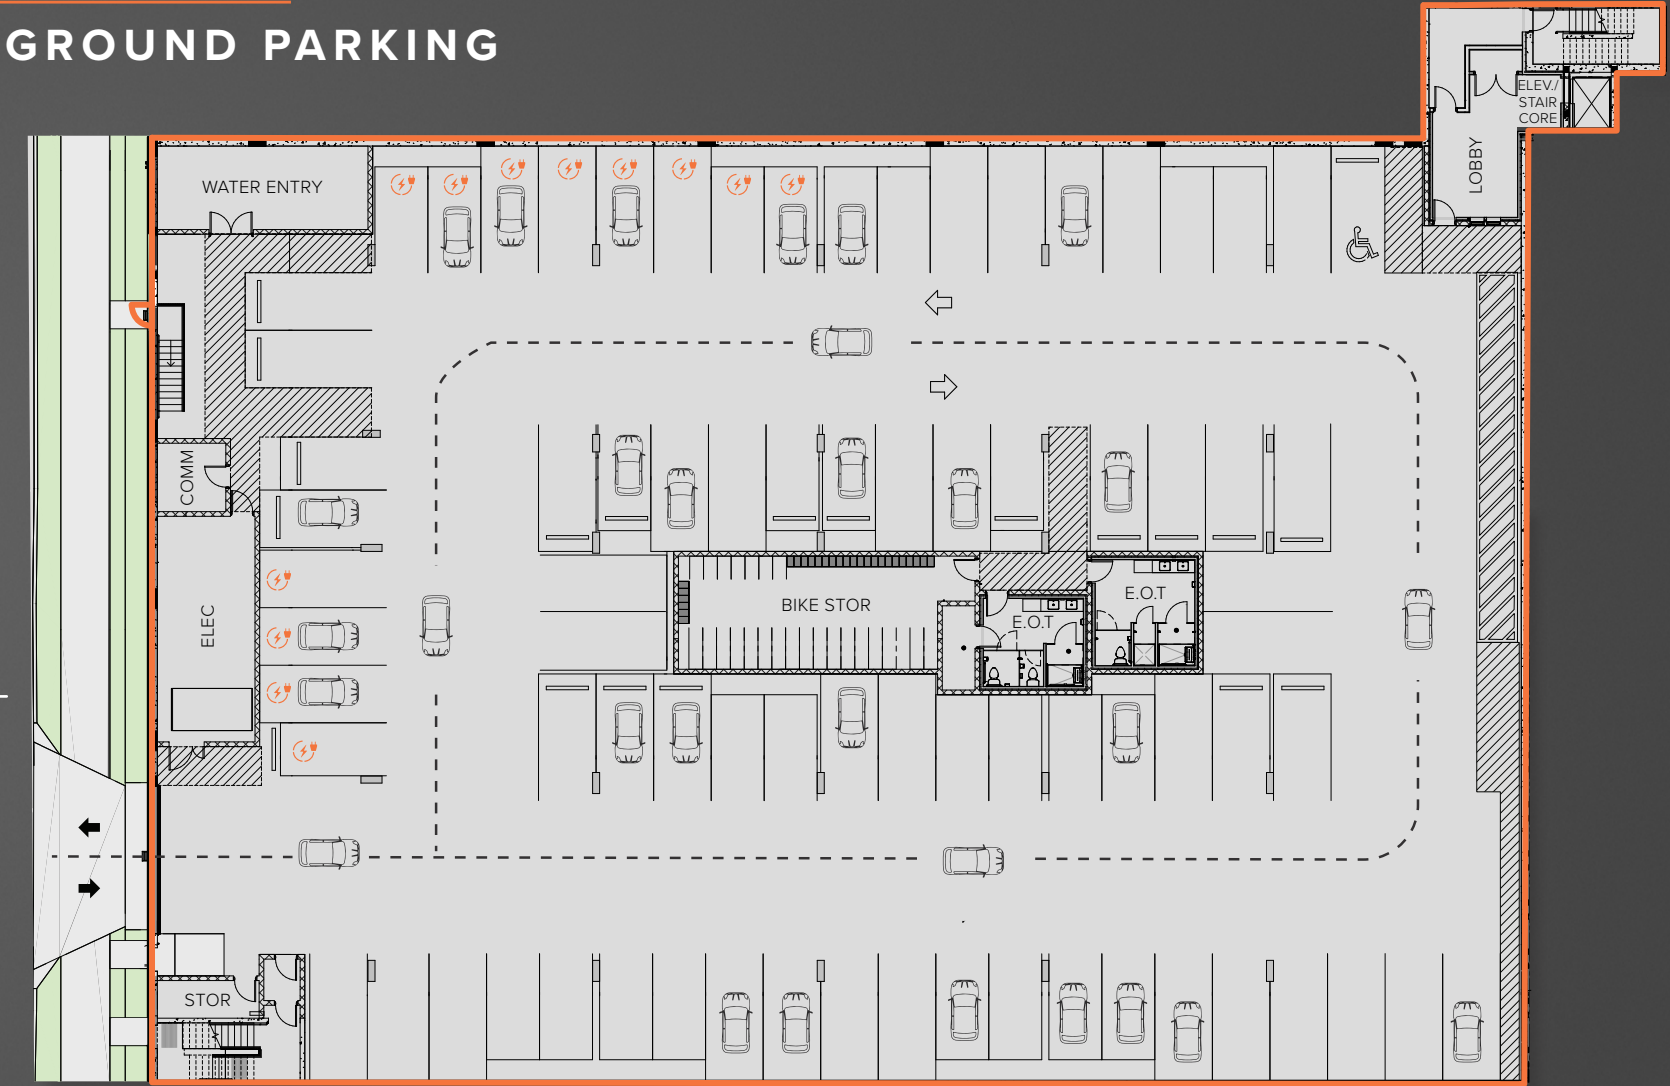 GROUND PARKING
ELEV./
STAIR
CORE
LOBBY
WATER ENTRY
COMM
ELEC
BIKE STOR
E.O.T
E.O.T
STOR